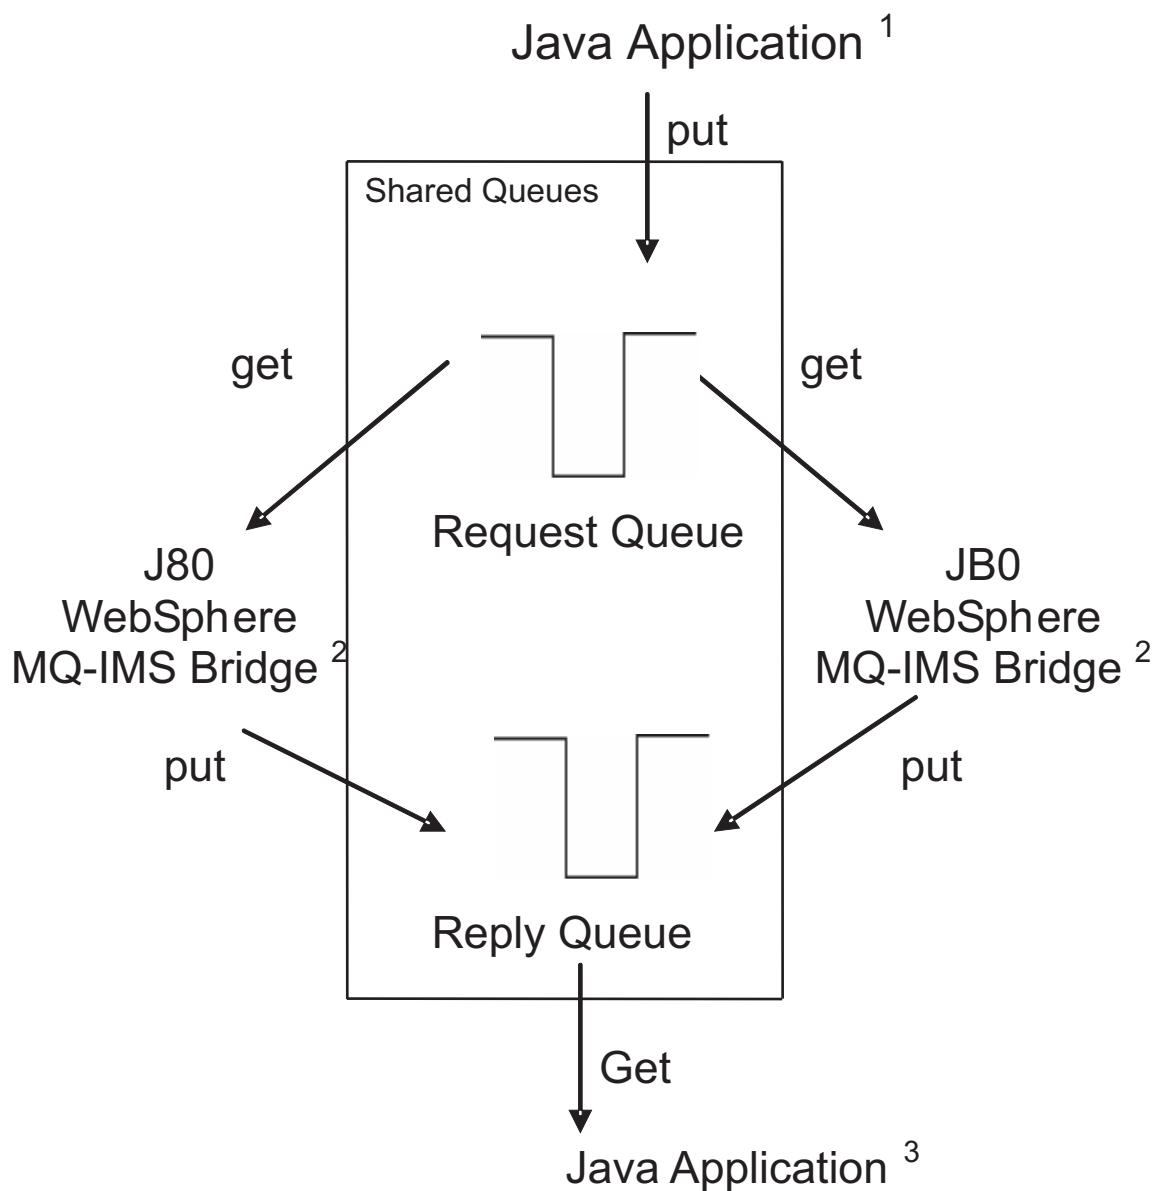 Java Application 1
put
Shared Queues
get
get
Request Queue
J80
WebSphere
MQ-IMS Bridge 2
JB0
WebSphere
MQ-IMS Bridge 2
put
put
Reply Queue
Get
Java Application 3